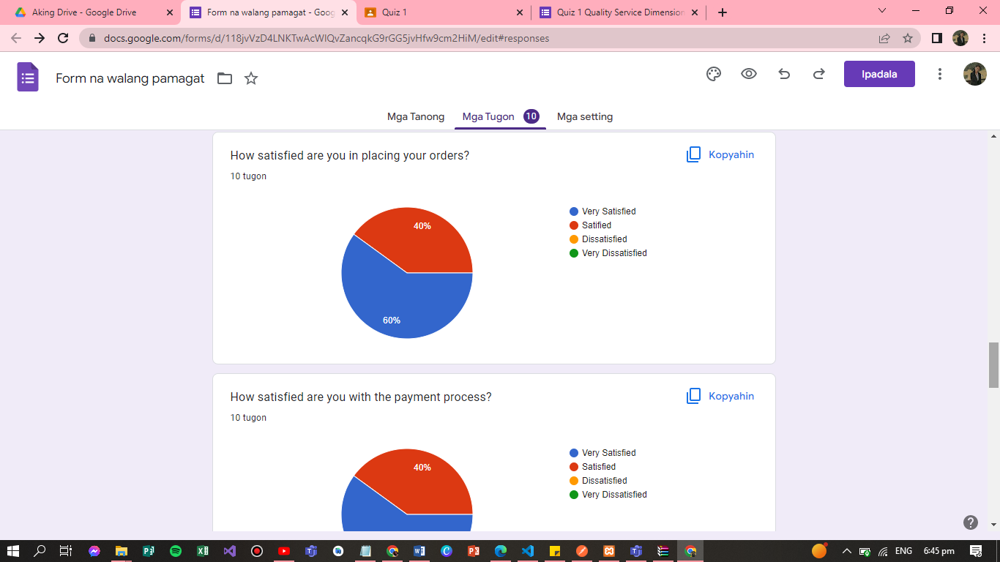 Aking Drive - Google Drive
Form na walang pamagat - Goog
Quiz 1
Quiz 1 Quality Service Dimension
docs.google.com/forms/d/118jvVzD4LNKTwAcWIQvZancqkG9rGG5jvHfw9cm2HiM/edit#responses
Form na walang pamagat
Ipadala
Mga Tanong
Mga Tugon 10
Mga setting
How satisfied are you in placing your orders?
Kopyahin
10 tugon
40%
60%
Very Satisfied
Satified
Dissatisfied
Very Dissatisfied
How satisfied are you with the payment process?
Kopyahin
10 tugon
40%
Very Satisfied
Satisfied
Dissatisfied
Very Dissatisfied
ENG
6:45 pm